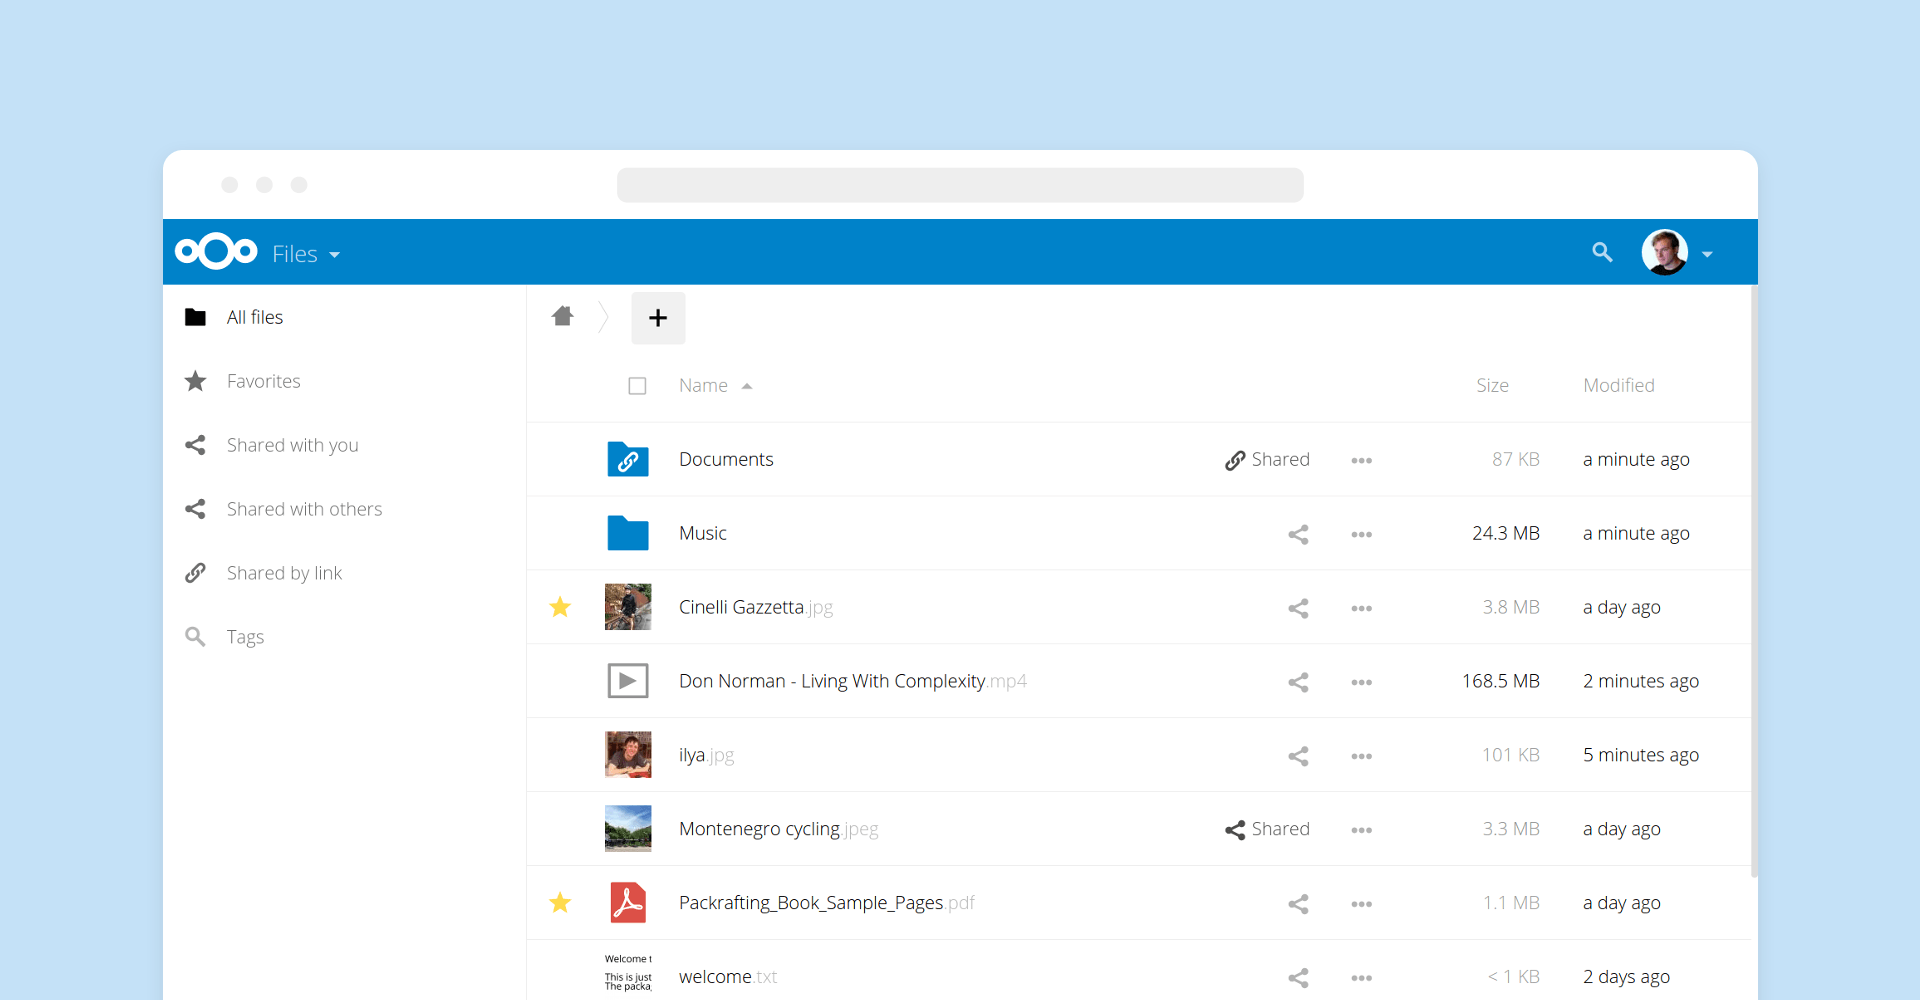 Files
All files
Favorites
Shared with you
Shared with others
Shared by link
Tags
Name Size Modified
Documents Shared 87 KB a minute ago
Music 24.3 MB a minute ago
Cinelli Gazzetta.jpg 3.8 MB a day ago
Don Norman - Living With Complexity.mp4 168.5 MB 2 minutes ago
ilya.jpg 101 KB 5 minutes ago
Montenegro cycling.jpeg Shared 3.3 MB a day ago
Packrafting_Book_Sample_Pages.pdf 1.1 MB a day ago
Welcome t
This is just
The packa
welcome.txt < 1 KB 2 days ago